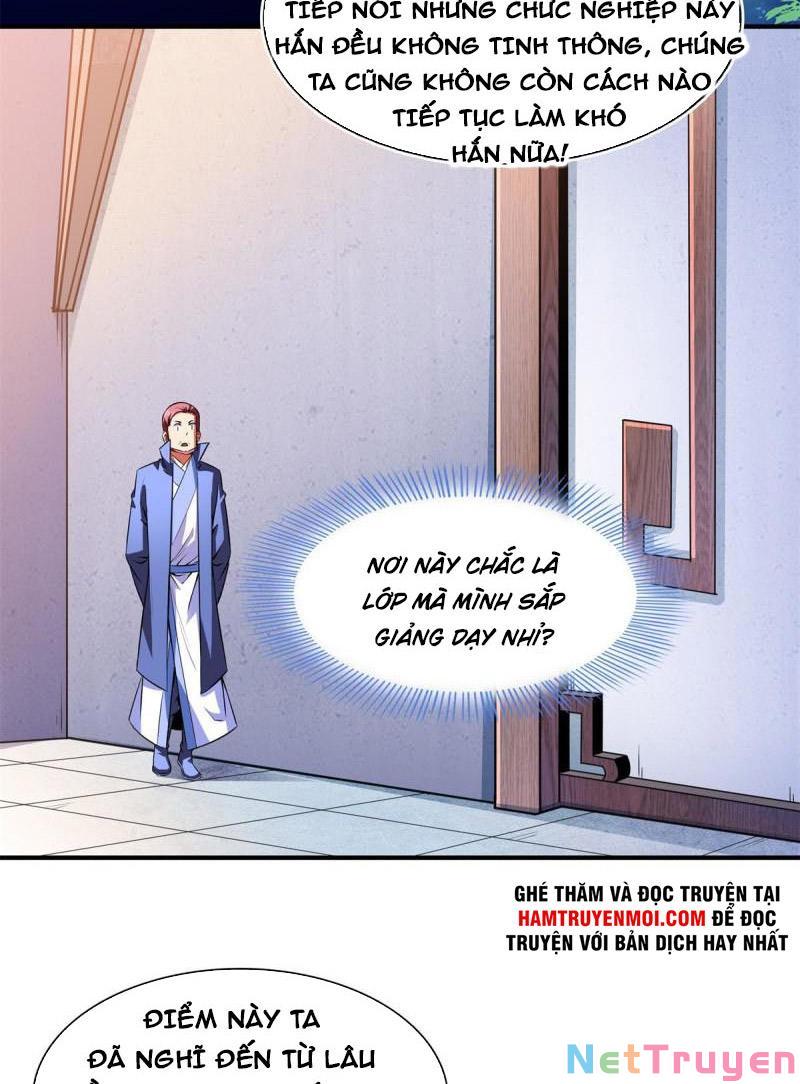 TIẾP NỐI NHỮNG CHỨC NGHIỆP NÀY
HẮN ĐỀU KHÔNG TINH THÔNG, CHÚNG
TA CŨNG KHÔNG CÒN CÁCH NÀO
TIẾP TỤC LÀM KHÓ
HẮN NỮA!
NƠI NÀY CHẮC LÀ
LỚP MÀ MÌNH SẮP
GIẢNG DẠY NHỈ?
GHÉ THĂM VÀ ĐỌC TRUYỆN TẠI
HAMTRUYENMOI.COM ĐỂ ĐỌC
TRUYỆN VỚI BẢN DỊCH HAY NHẤT
ĐIỂM NÀY TA
ĐÃ NGHĨ ĐẾN TỪ LÂU
NetTruyen